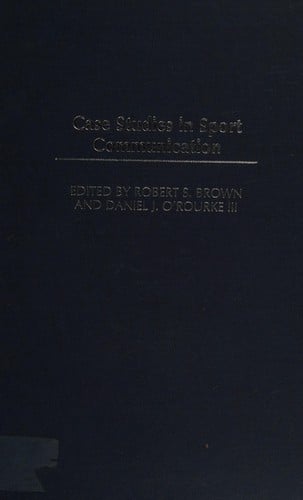 Case Studies in Sport
Communication
EDITED BY ROBERT S. BROWN
AND DANIEL J. O'ROURKE III